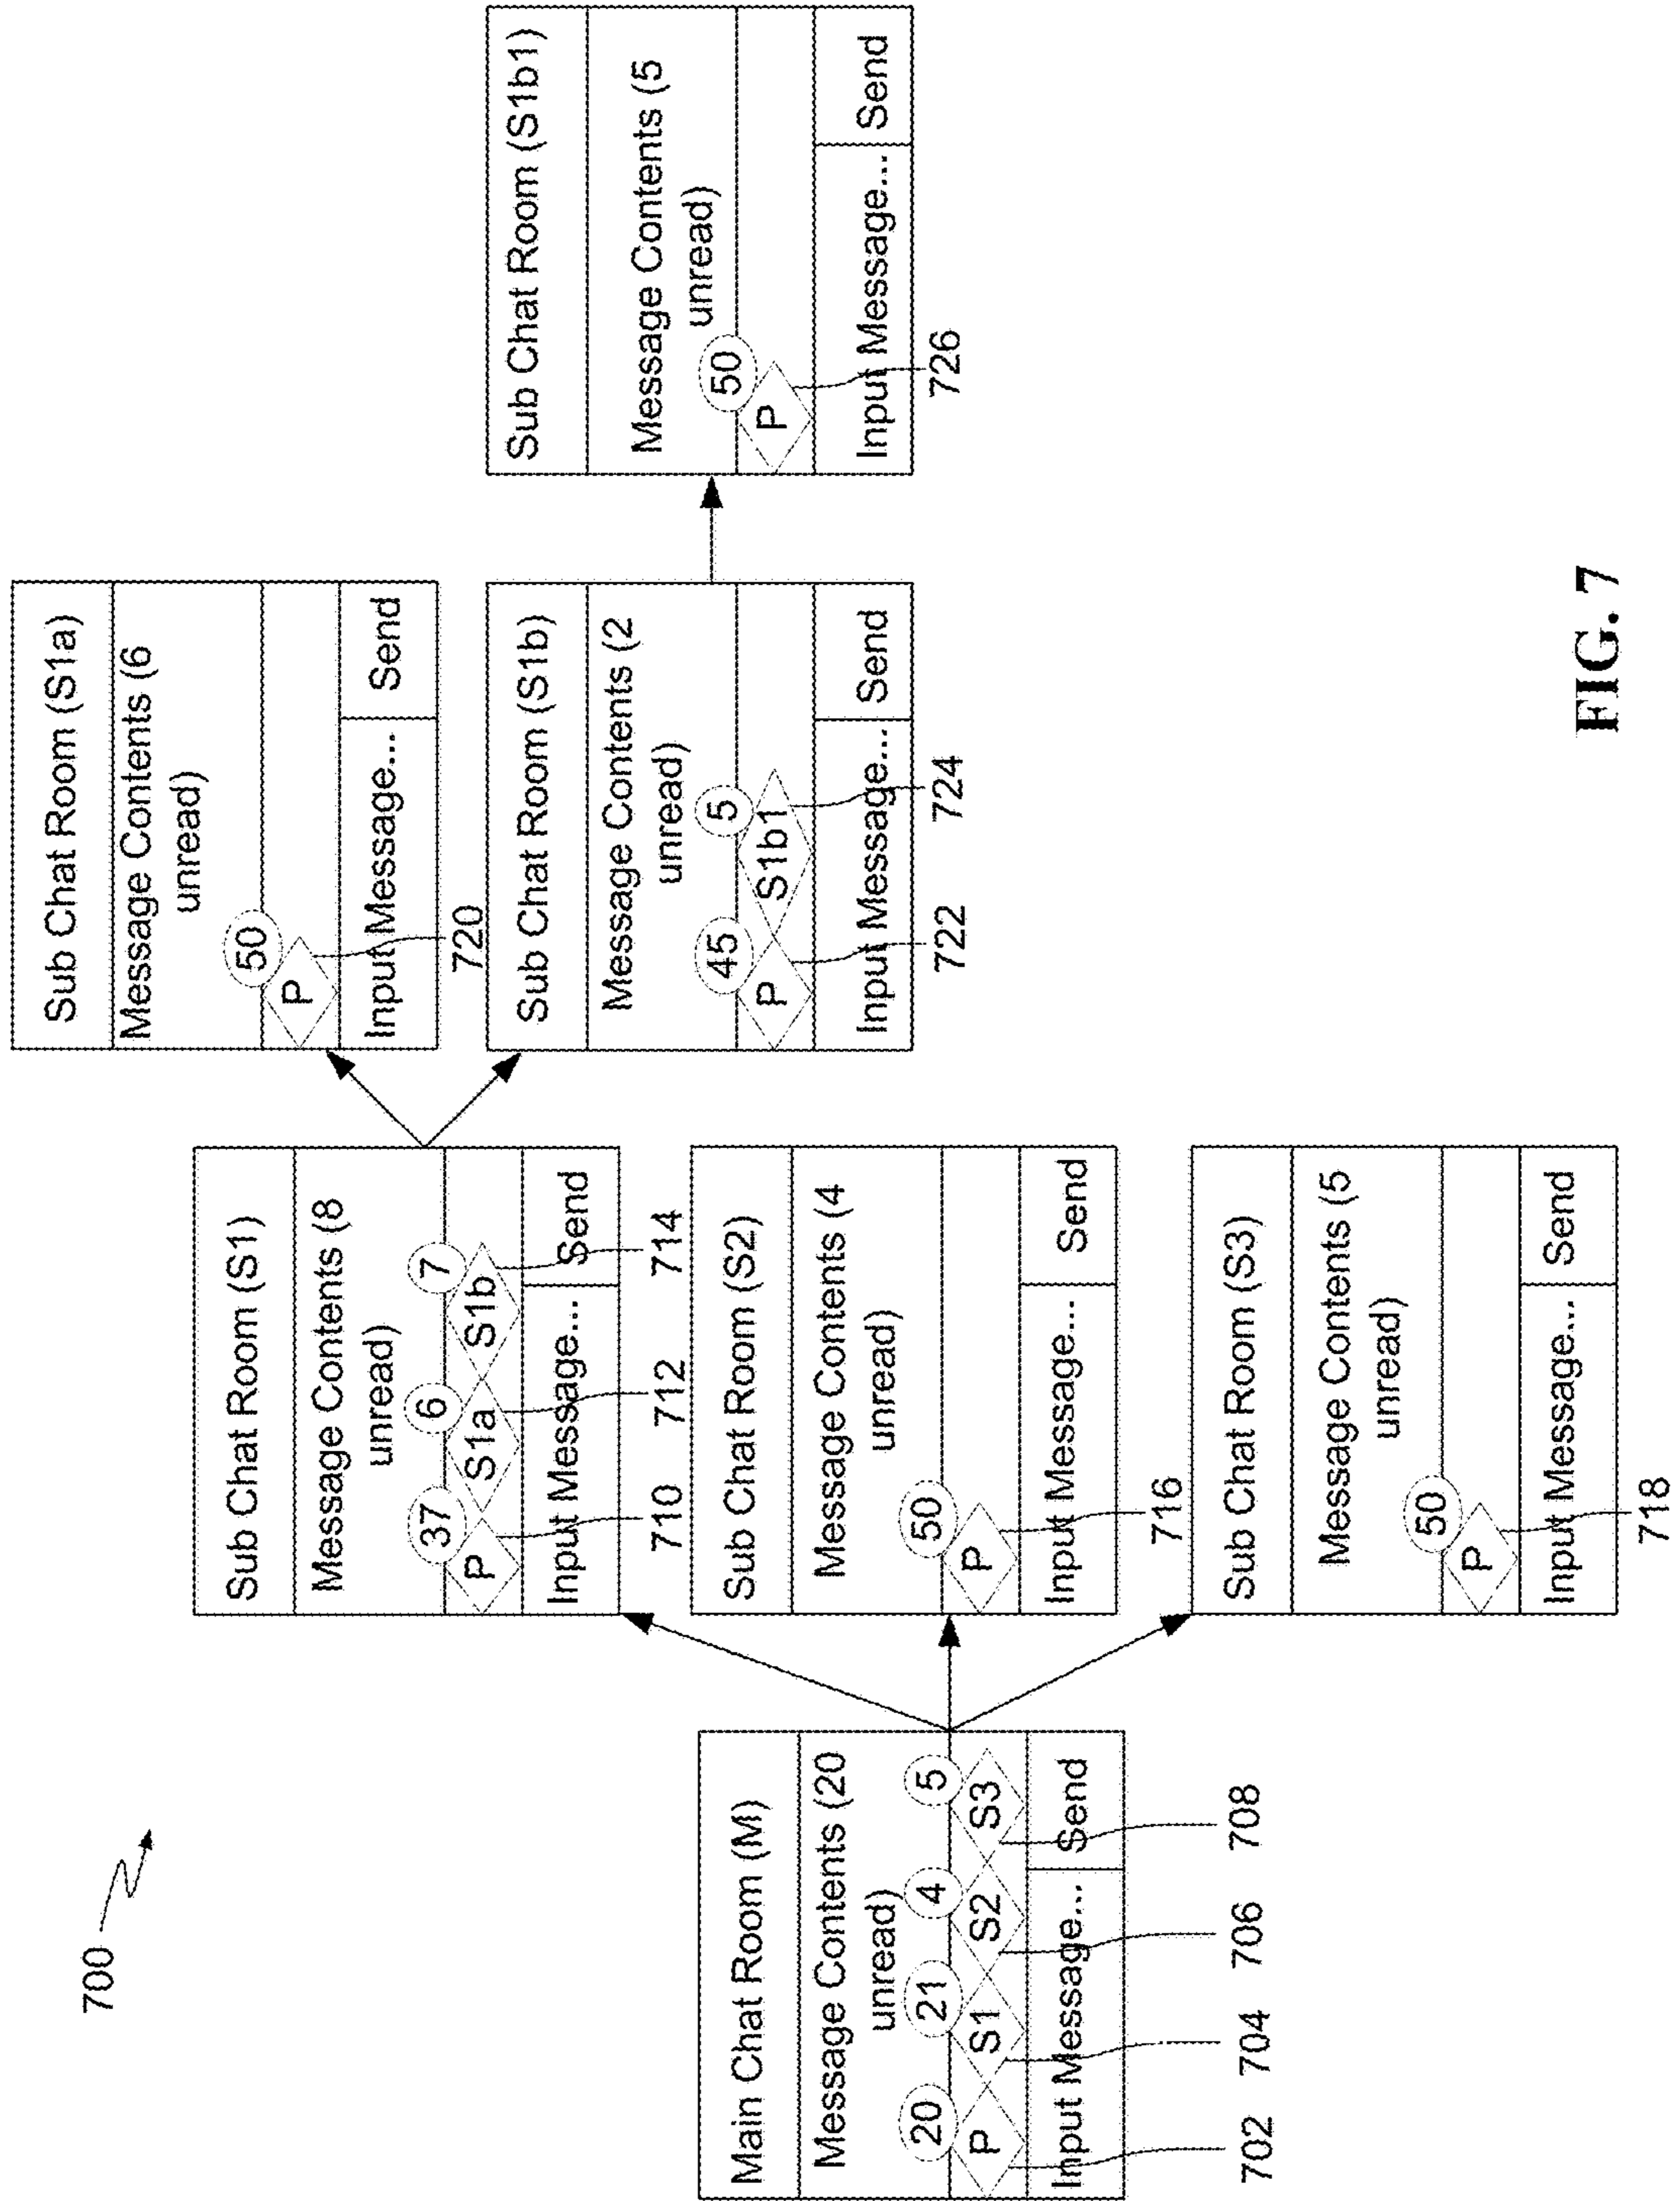 700
Main Chat Room (M)
Message Contents (20
unread)
20 21 4 5
P S1 S2 S3
Input Message... Send
702 704 706 708
Sub Chat Room (S1)
Message Contents (8
unread)
37 6 7
P S1a S1b
Input Message... Send
710 712 714
Sub Chat Room (S2)
Message Contents (4
unread)
50
P
Input Message... Send
716
Sub Chat Room (S3)
Message Contents (5
unread)
50
P
Input Message... Send
718
Sub Chat Room (S1a)
Message Contents (6
unread)
50
P
Input Message... Send
720
Sub Chat Room (S1b)
Message Contents (2
unread)
45 5
P S1b1
Input Message... Send
722 724
Sub Chat Room (S1b1)
Message Contents (5
unread)
50
P
Input Message... Send
726
FIG. 7